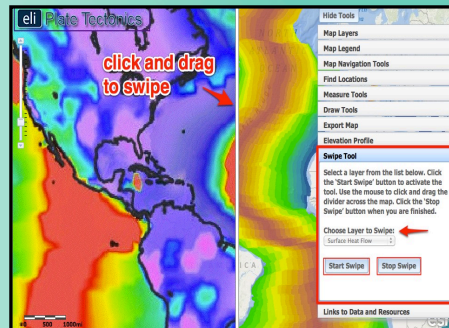 eli Plate Tectonics
click and drag
to swipe
0 500 1000mi
Hide Tools
Map Layers
Map Legend
Map Navigation Tools
Find Locations
Measure Tools
Draw Tools
Export Map
Elevation Profile
Swipe Tool
Select a layer from the list below. Click
the 'Start Swipe' button to activate the
tool. Use the mouse to click and drag the
divider across the map. Click the 'Stop
Swipe' button when you are finished.
Choose Layer to Swipe:
Surface Heat Flow
Start Swipe Stop Swipe
Links to Data and Resources
esri